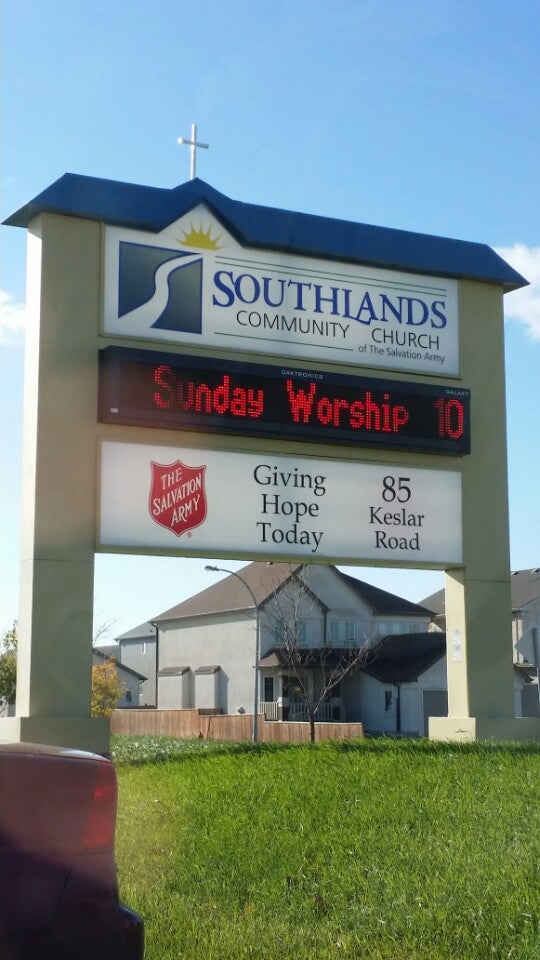 SOUTHLANDS
COMMUNITY CHURCH
of The Salvation Army
DAKTRONICS
GALAXY
Sunday Worship 10
THE
SALVATION
ARMY
Giving
Hope
Today
85
Keslar
Road